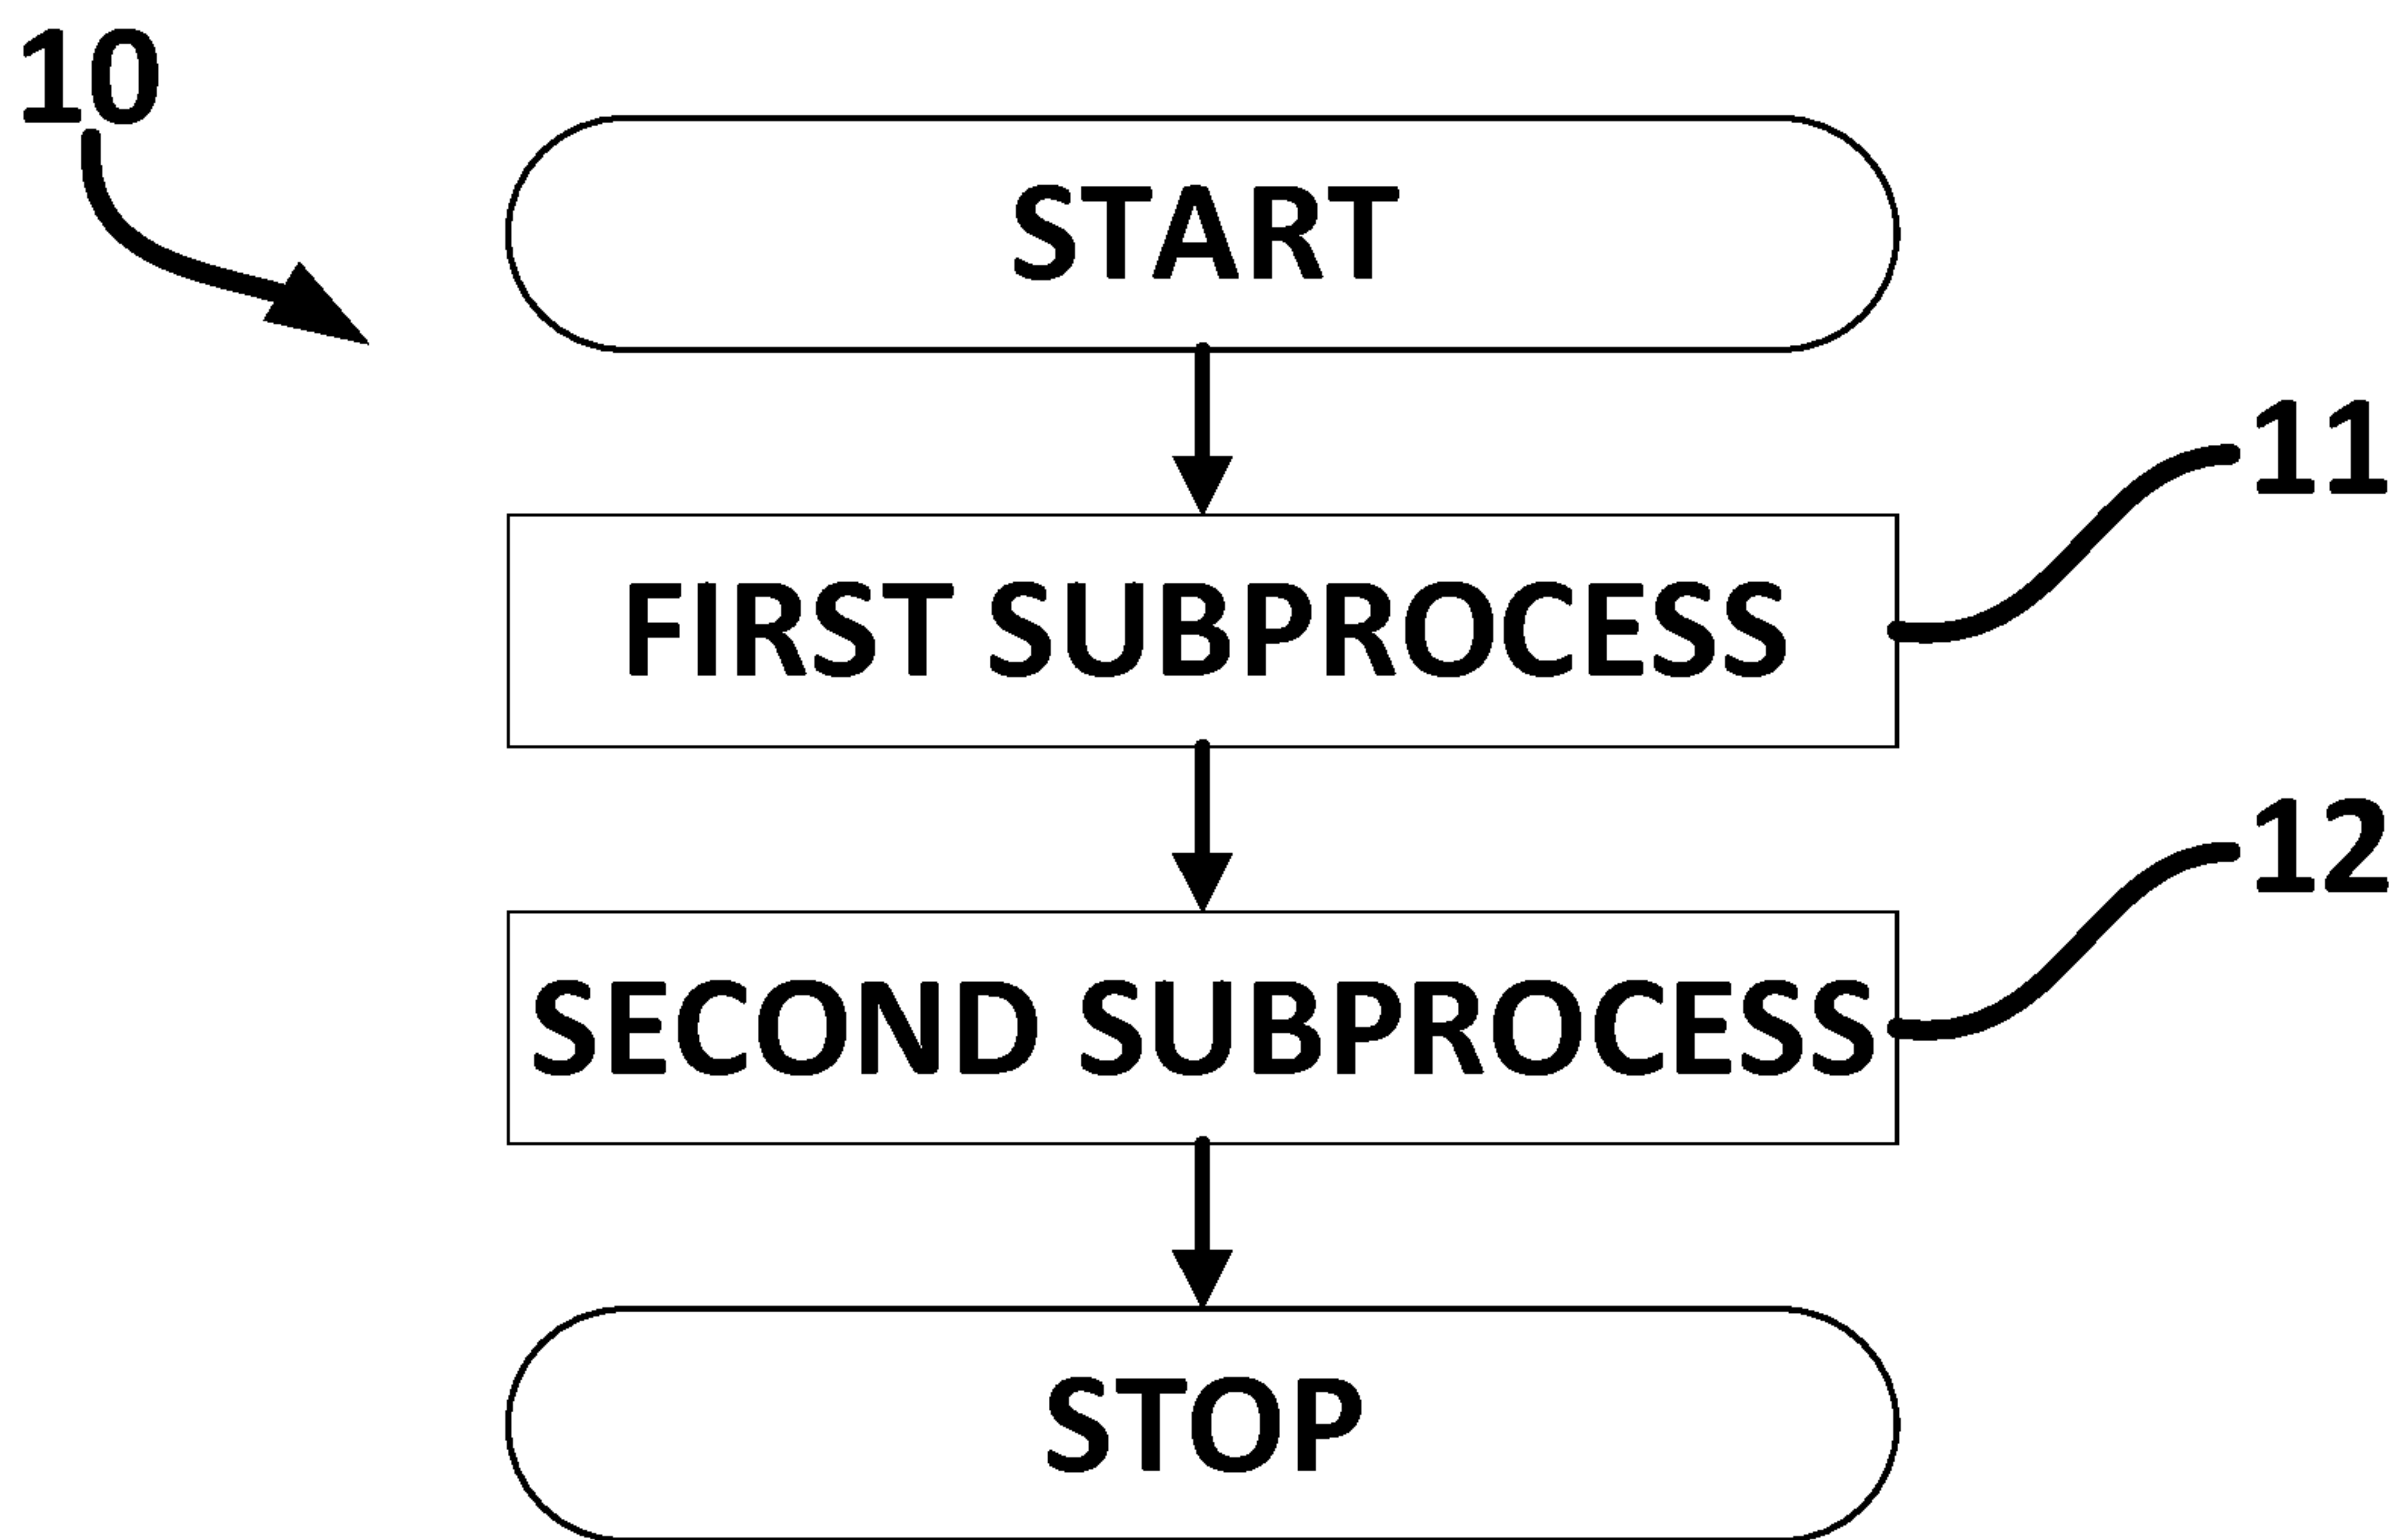 10
START
11
FIRST SUBPROCESS
12
SECOND SUBPROCESS
STOP